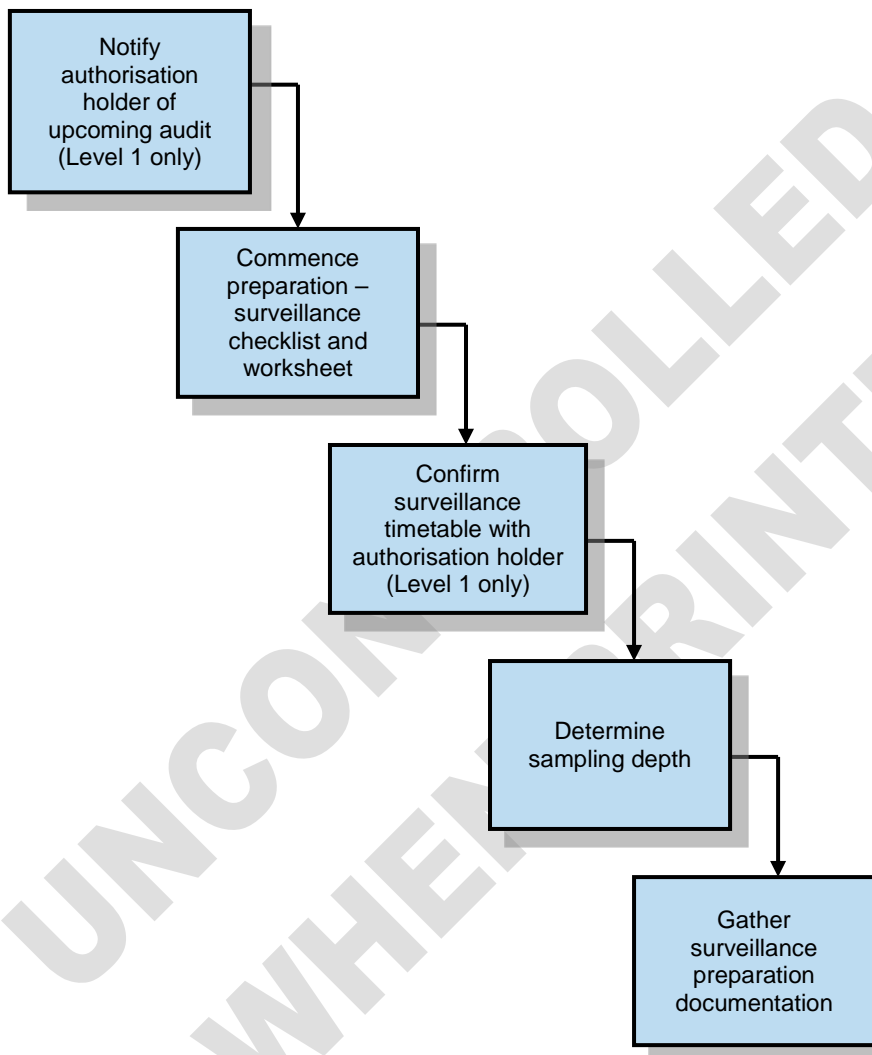 Notify
authorisation
holder of
upcoming audit
(Level 1 only)
Commence
preparation –
surveillance
checklist and
worksheet
Confirm
surveillance
timetable with
authorisation holder
(Level 1 only)
Determine
sampling depth
Gather
surveillance
preparation
documentation
UNCONTROLLED
WHEN PRINTE